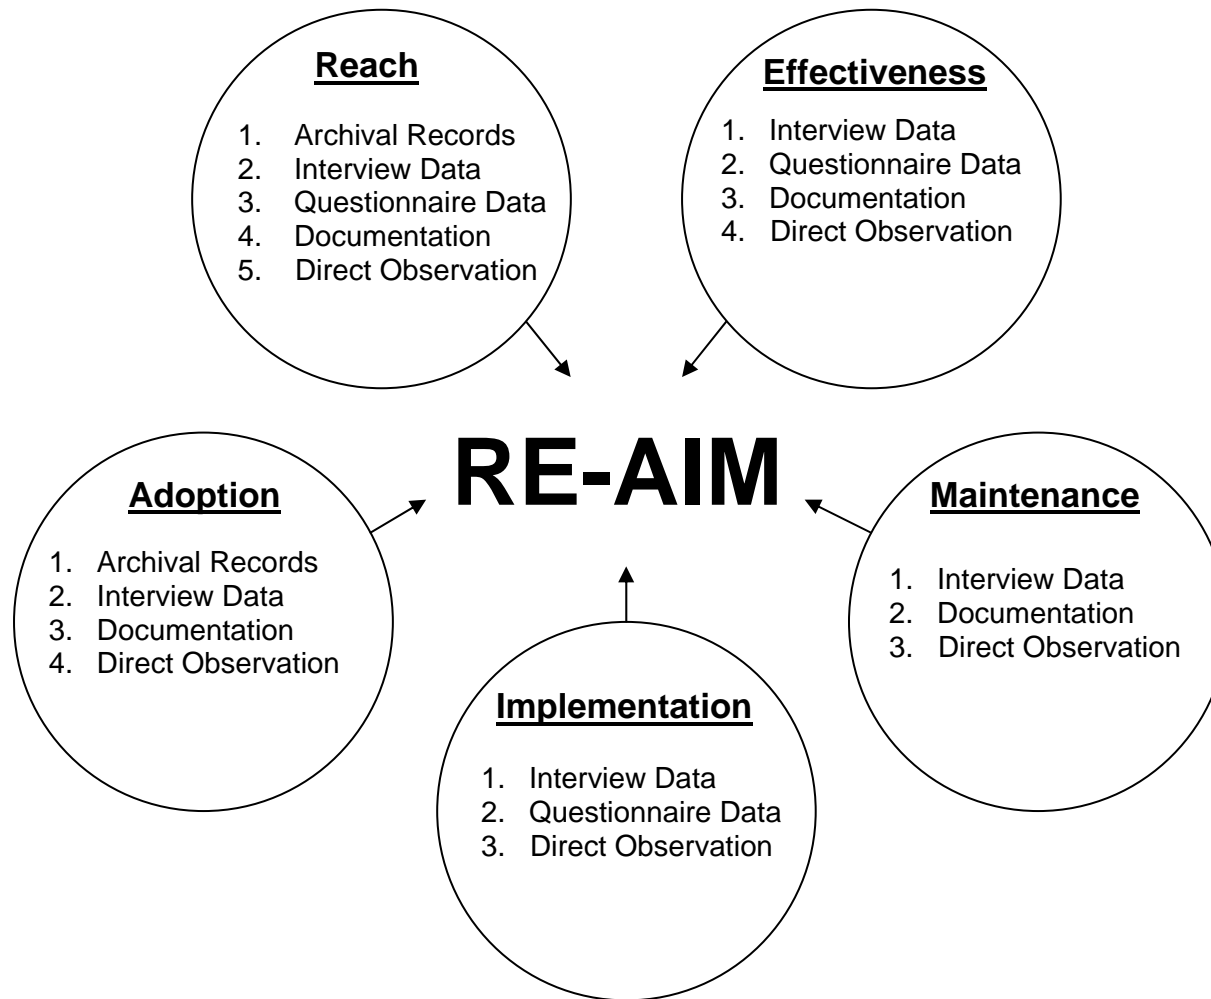 Reach
1. Archival Records
2. Interview Data
3. Questionnaire Data
4. Documentation
5. Direct Observation
Effectiveness
1. Interview Data
2. Questionnaire Data
3. Documentation
4. Direct Observation
RE-AIM
Adoption
1. Archival Records
2. Interview Data
3. Documentation
4. Direct Observation
Maintenance
1. Interview Data
2. Documentation
3. Direct Observation
Implementation
1. Interview Data
2. Questionnaire Data
3. Direct Observation